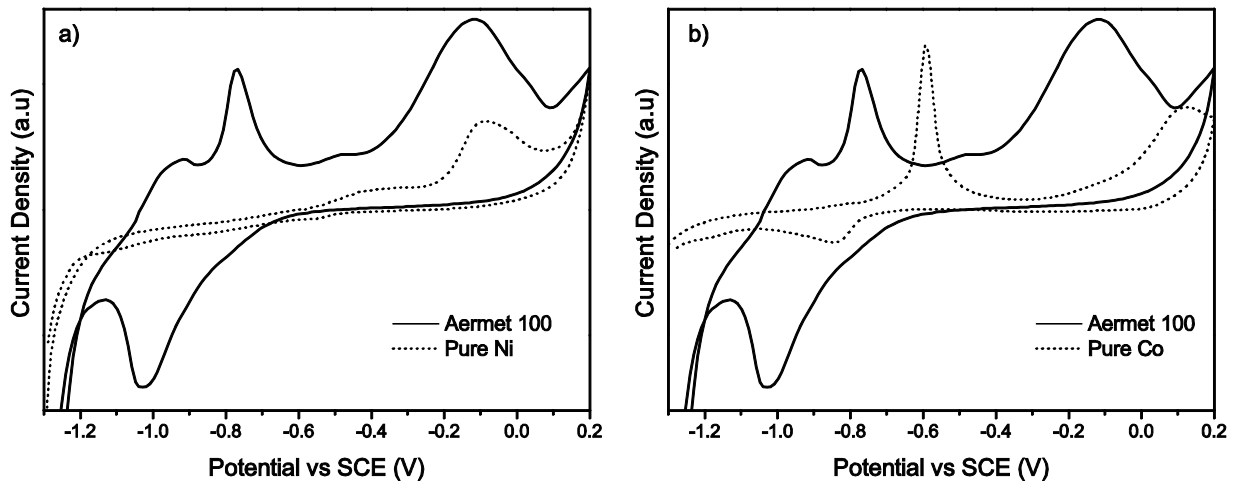 a)
Current Density (a.u)
Aermet 100
Pure Ni
-1.2 -1.0 -0.8 -0.6 -0.4 -0.2 0.0 0.2
Potential vs SCE (V)
b)
Current Density (a.u)
Aermet 100
Pure Co
-1.2 -1.0 -0.8 -0.6 -0.4 -0.2 0.0 0.2
Potential vs SCE (V)